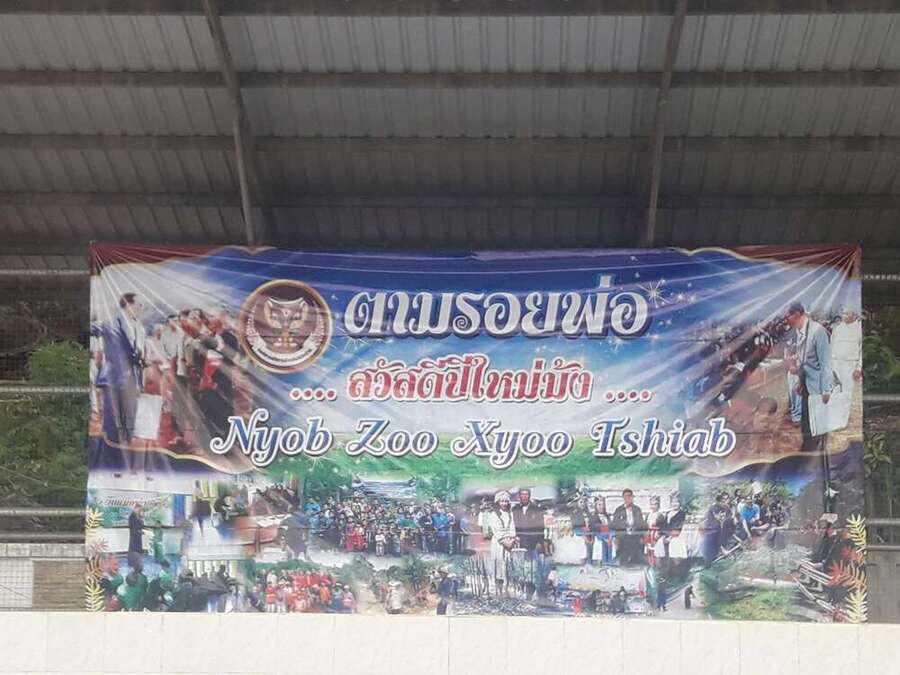 ตามรอยพ่อ
.... สวัสดีปีใหม่ม้ง ....
Nyob Zoo Xyoo Tshiab